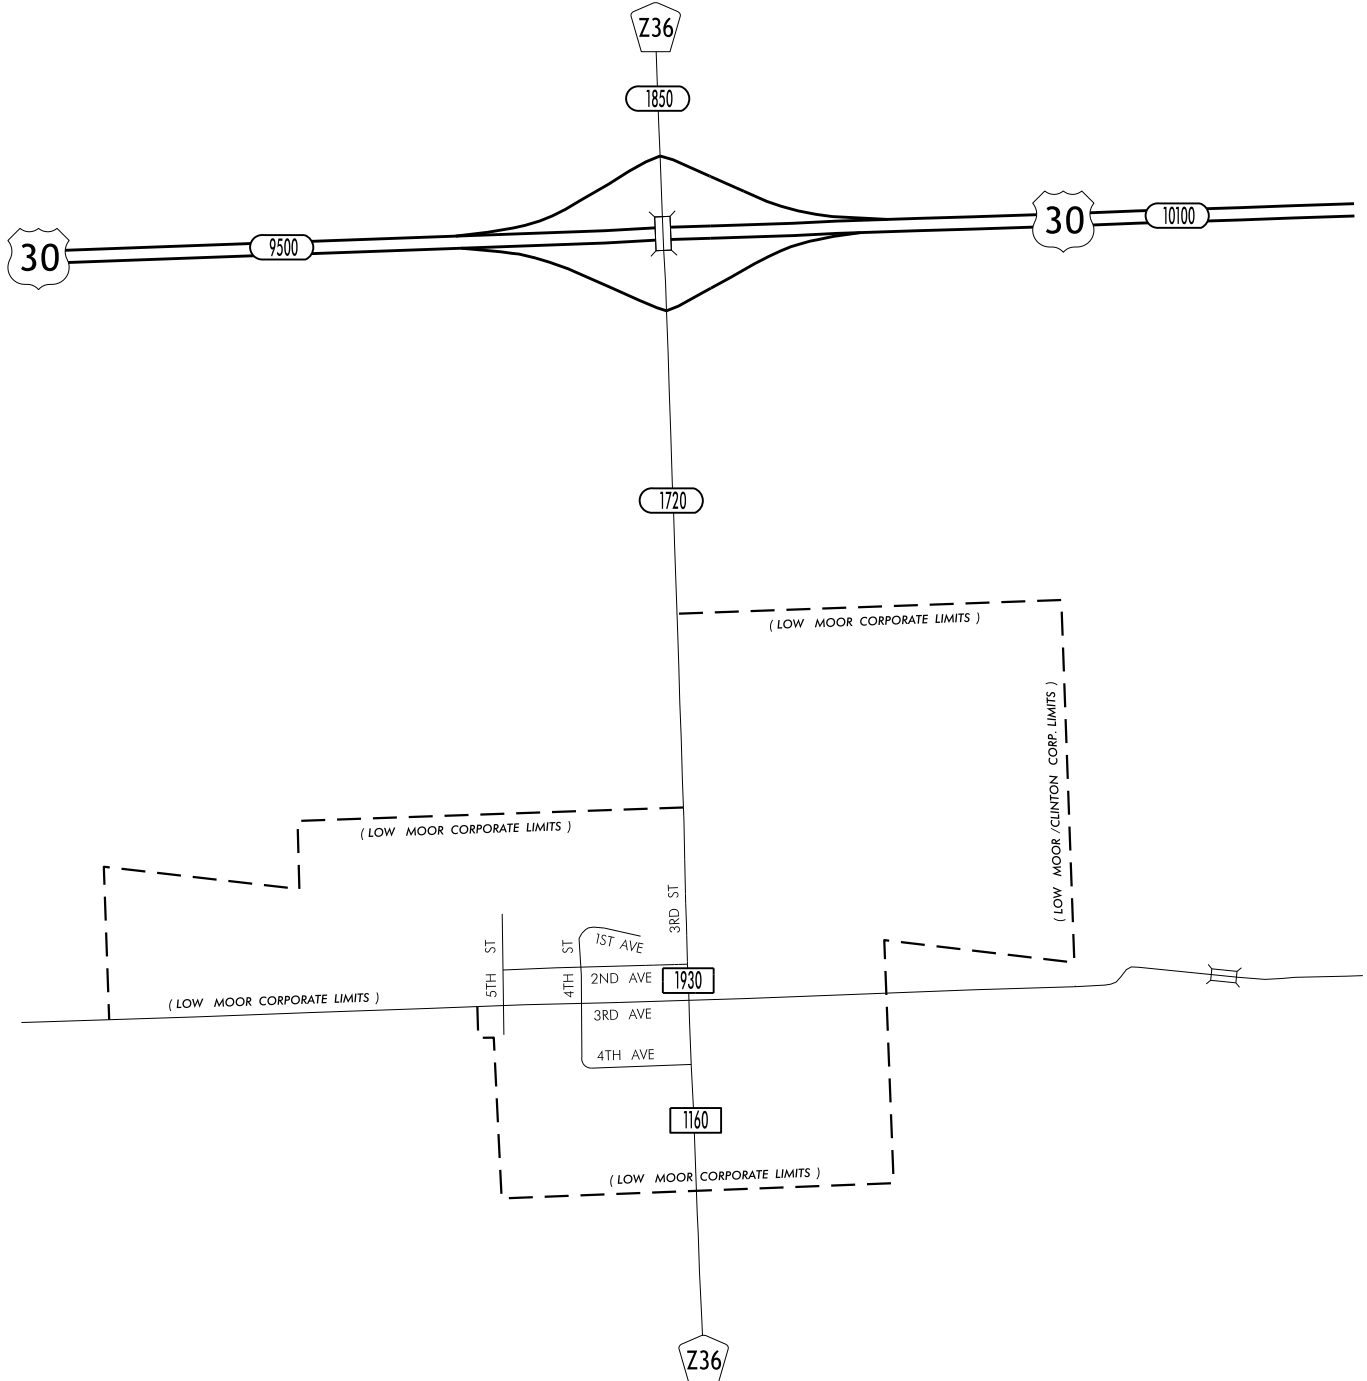 Z36
1850
30
10100
30
9500
1720
( LOW MOOR CORPORATE LIMITS )
( LOW MOOR /CLINTON CORP. LIMITS )
( LOW MOOR CORPORATE LIMITS )
3RD ST
1ST AVE
5TH ST
4TH ST
2ND AVE
1930
( LOW MOOR CORPORATE LIMITS )
3RD AVE
4TH AVE
1160
( LOW MOOR CORPORATE LIMITS )
Z36